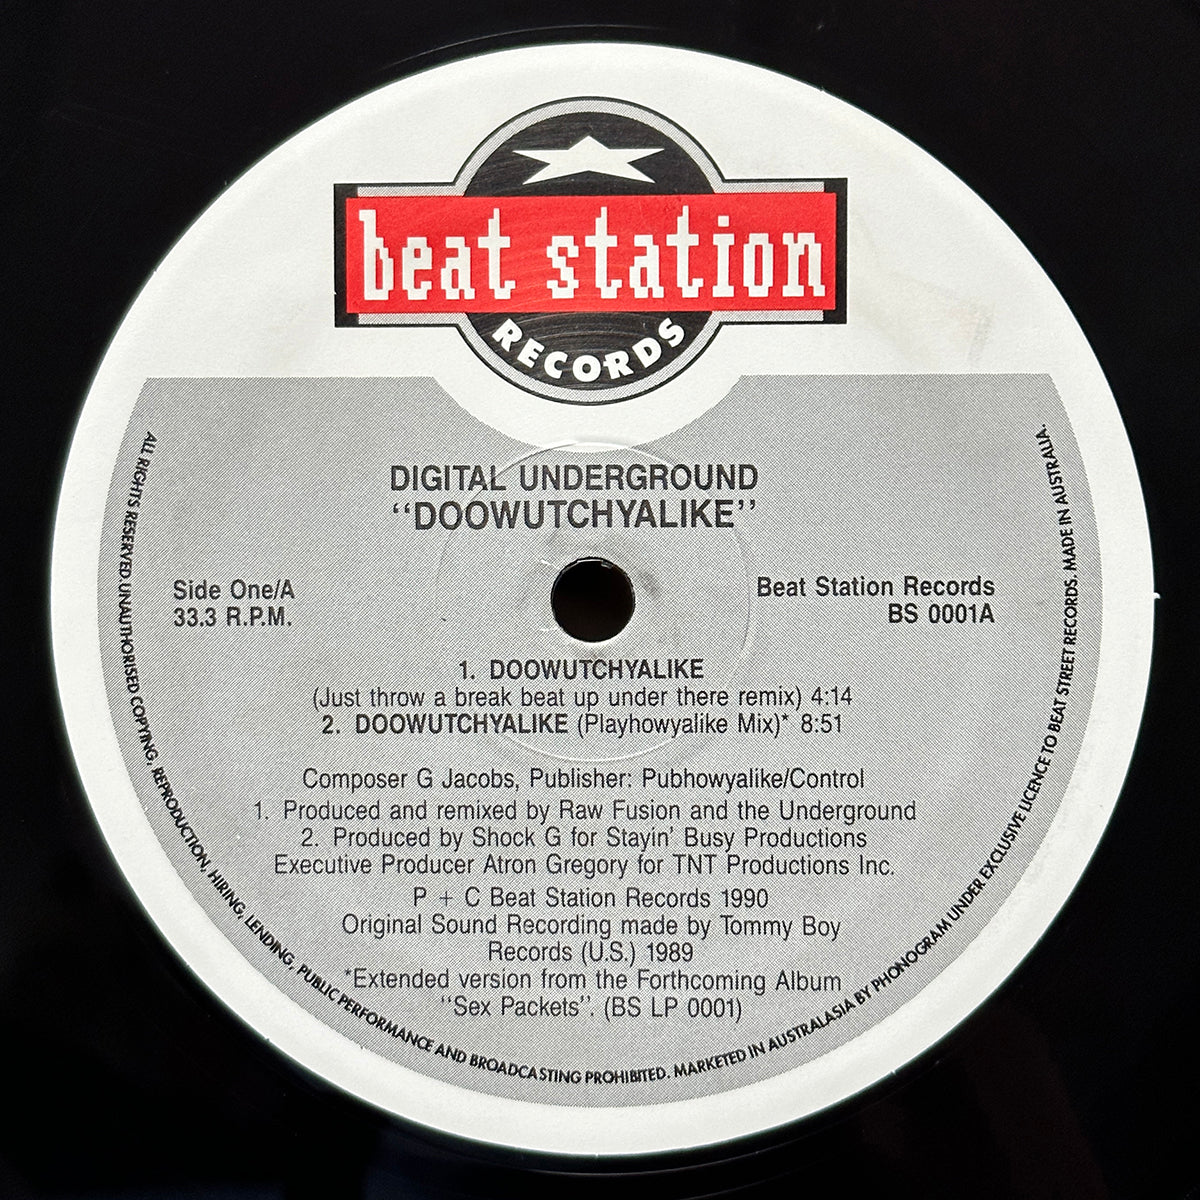 beat station
RECORDS
DIGITAL UNDERGROUND
"DOOWUTCHYALIKE"
Side One/A
33.3 R.P.M.
Beat Station Records
BS 0001A
1. DOOWUTCHYALIKE
(Just throw a break beat up under there remix) 4:14
2. DOOWUTCHYALIKE (Playhowyalike Mix)* 8:51
Composer G Jacobs, Publisher: Pubhowyalike/Control
1. Produced and remixed by Raw Fusion and the Underground
2. Produced by Shock G for Stayin' Busy Productions
Executive Producer Atron Gregory for TNT Productions Inc.
P + C Beat Station Records 1990
Original Sound Recording made by Tommy Boy
Records (U.S.) 1989
*Extended version from the Forthcoming Album
"Sex Packets". (BS LP 0001)
ALL RIGHTS RESERVED. UNAUTHORISED COPYING, REPRODUCTION, HIRING, LENDING, PUBLIC PERFORMANCE AND BROADCASTING PROHIBITED. MARKETED IN AUSTRALASIA BY PHONOGRAM UNDER EXCLUSIVE LICENCE TO BEAT STREET RECORDS. MADE IN AUSTRALIA.